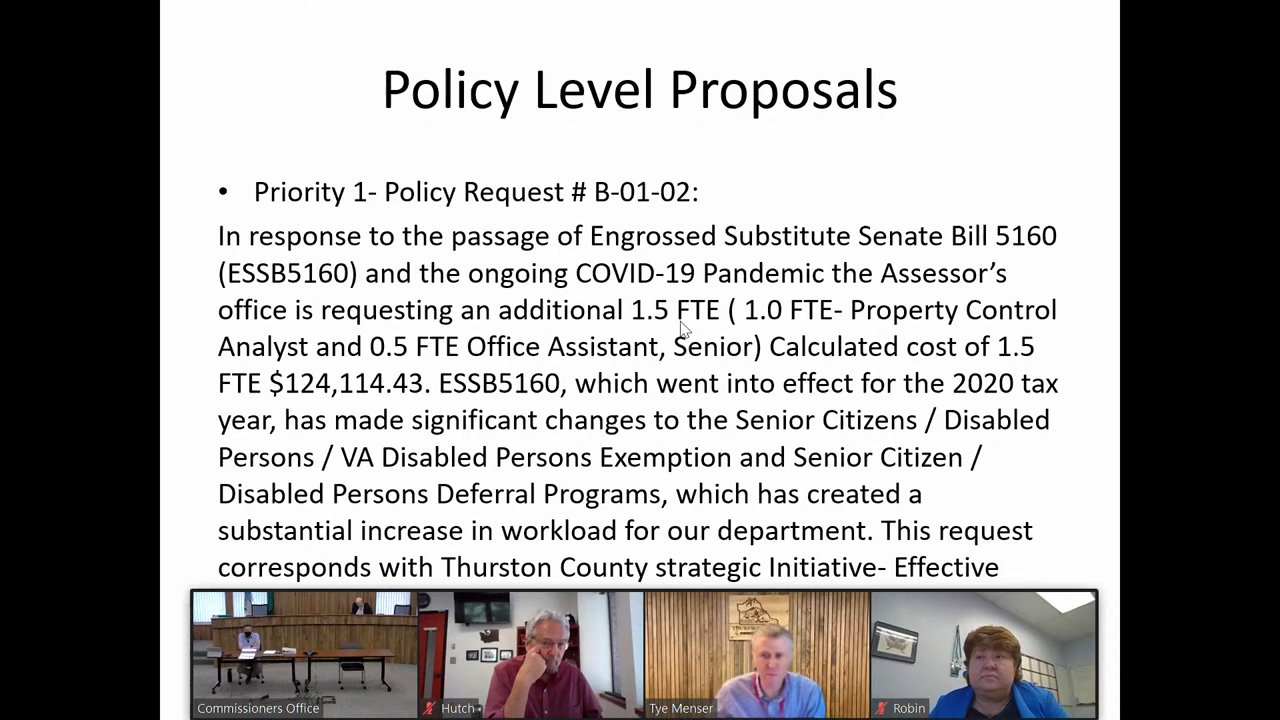 Policy Level Proposals
• Priority 1- Policy Request # B-01-02:
In response to the passage of Engrossed Substitute Senate Bill 5160
(ESSB5160) and the ongoing COVID-19 Pandemic the Assessor’s
office is requesting an additional 1.5 FTE ( 1.0 FTE- Property Control
Analyst and 0.5 FTE Office Assistant, Senior) Calculated cost of 1.5
FTE $124,114.43. ESSB5160, which went into effect for the 2020 tax
year, has made significant changes to the Senior Citizens / Disabled
Persons / VA Disabled Persons Exemption and Senior Citizen /
Disabled Persons Deferral Programs, which has created a
substantial increase in workload for our department. This request
corresponds with Thurston County strategic Initiative- Effective
Commissioners Office
Hutch
Tye Menser
Robin